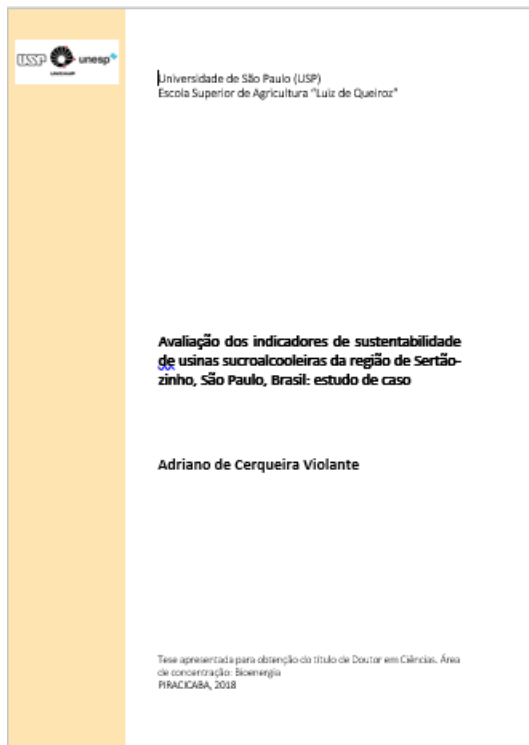 USP unesp
UNICAMP
Universidade de São Paulo (USP)
Escola Superior de Agricultura "Luiz de Queiroz"
Avaliação dos indicadores de sustentabilidade
de usinas sucroalcooleiras da região de Sertão-
zinho, São Paulo, Brasil: estudo de caso
Adriano de Cerqueira Violante
Tese apresentada para obtenção do título de Doutor em Ciências. Área
de concentração: Bioenergia
PIRACICABA, 2018